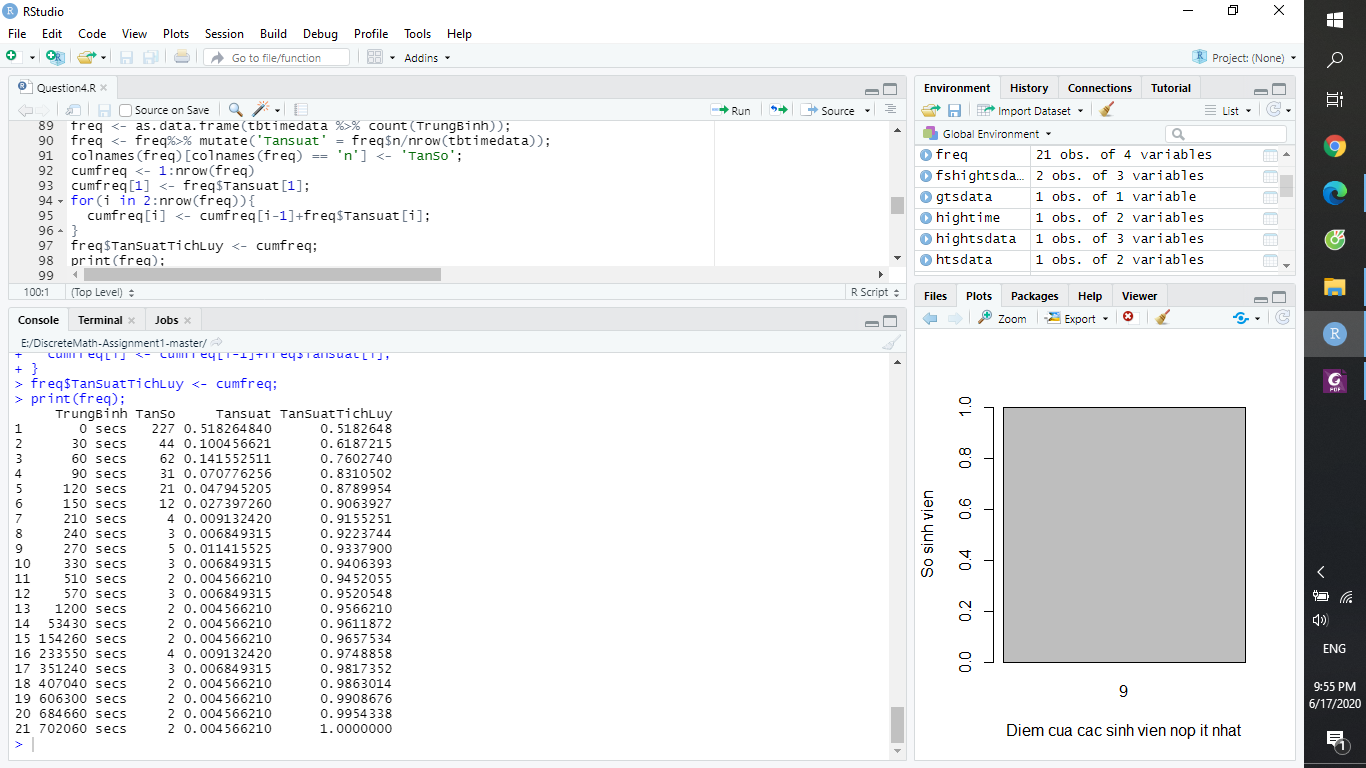 RStudio
File Edit Code View Plots Session Build Debug Profile Tools Help
Go to file/function Addins Project: (None)
Question4.R
Source on Save Run Source
89 freq <- as.data.frame(tbtimedata %>% count(TrungBinh));
90 freq <- freq%>% mutate('Tansuat' = freq$n/nrow(tbtimedata));
91 colnames(freq)[colnames(freq) == 'n'] <- 'TanSo';
92 cumfreq <- 1:nrow(freq)
93 cumfreq[1] <- freq$Tansuat[1];
94 for(i in 2:nrow(freq)){
95 cumfreq[i] <- cumfreq[i-1]+freq$Tansuat[i];
96 }
97 freq$TanSuatTichLuy <- cumfreq;
98 print(freq);
99
100:1 (Top Level) R Script
Console Terminal Jobs
E:/DiscreteMath-Assignment1-master/
+ cumfreq[i] <- cumfreq[i-1]+freq$Tansuat[i];
+ }
> freq$TanSuatTichLuy <- cumfreq;
> print(freq);
TrungBinh TanSo Tansuat TanSuatTichLuy
1 0 secs 227 0.518264840 0.5182648
2 30 secs 44 0.100456621 0.6187215
3 60 secs 62 0.141552511 0.7602740
4 90 secs 31 0.070776256 0.8310502
5 120 secs 21 0.047945205 0.8789954
6 150 secs 12 0.027397260 0.9063927
7 210 secs 4 0.009132420 0.9155251
8 240 secs 3 0.006849315 0.9223744
9 270 secs 5 0.011415525 0.9337900
10 330 secs 3 0.006849315 0.9406393
11 510 secs 2 0.004566210 0.9452055
12 570 secs 3 0.006849315 0.9520548
13 1200 secs 2 0.004566210 0.9566210
14 53430 secs 2 0.004566210 0.9611872
15 154260 secs 2 0.004566210 0.9657534
16 233550 secs 4 0.009132420 0.9748858
17 351240 secs 3 0.006849315 0.9817352
18 407040 secs 2 0.004566210 0.9863014
19 606300 secs 2 0.004566210 0.9908676
20 684660 secs 2 0.004566210 0.9954338
21 702060 secs 2 0.004566210 1.0000000
>
Environment History Connections Tutorial
Import Dataset List
Global Environment
freq 21 obs. of 4 variables
fshightsda... 2 obs. of 3 variables
gtsdata 1 obs. of 1 variable
hightime 1 obs. of 2 variables
hightsdata 1 obs. of 3 variables
htsdata 1 obs. of 2 variables
Files Plots Packages Help Viewer
Zoom Export
1.0
0.8
0.6
0.4
0.2
0.0
So sinh vien
9
Diem cua cac sinh vien nop it nhat
PDF
ENG
9:55 PM
6/17/2020
1